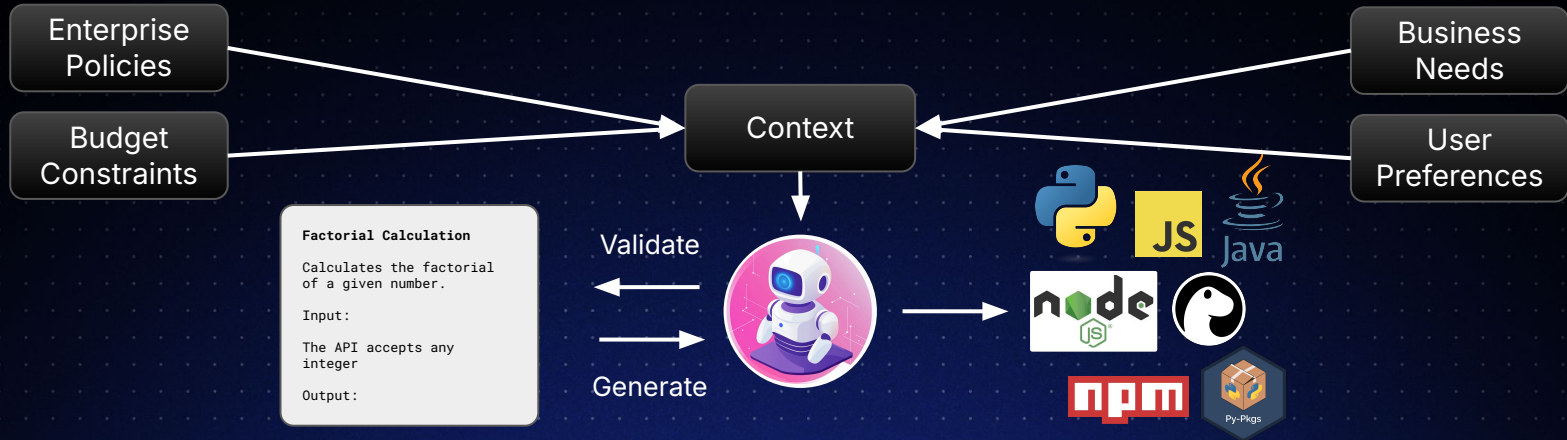 Enterprise
Policies
Budget
Constraints
Context
Business
Needs
User
Preferences
Factorial Calculation
Calculates the factorial
of a given number.
Input:
The API accepts any
integer
Output:
Validate
Generate
JS
Java
node
JS
npm
Py-Pkgs